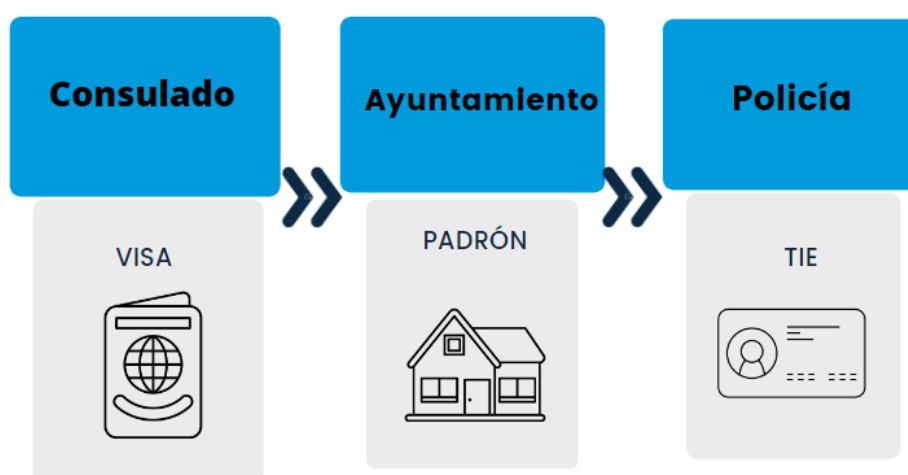 Consulado
Ayuntamiento
Policía
VISA
PADRÓN
TIE